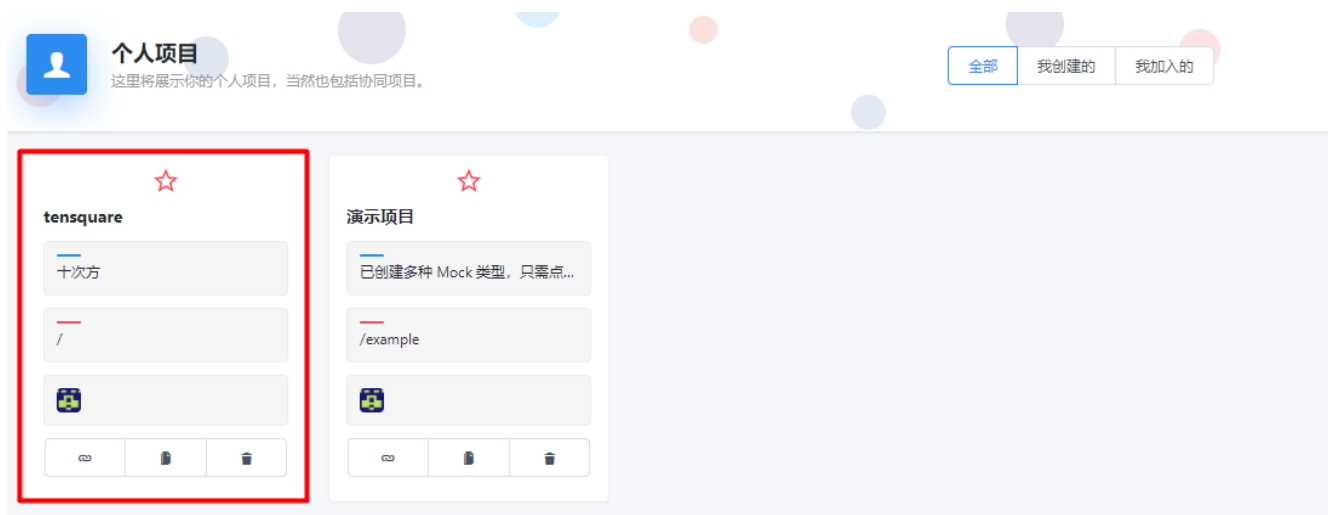 个人项目
这里将展示你的个人项目，当然也包括协同项目。
全部 我创建的 我加入的
tensquare
十次方
/
演示项目
已创建多种 Mock 类型，只需点...
/example